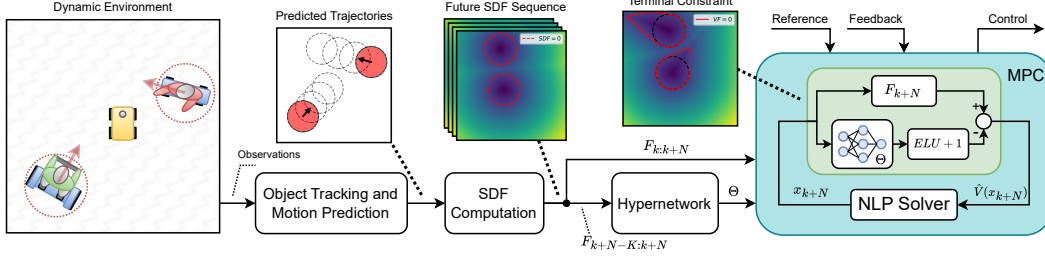 Dynamic Environment
Predicted Trajectories
Future SDF Sequence
Terminal Constraint
SDF = 0
VF = 0
Reference
Feedback
Control
MPC
F_{k+N}
+
-
Θ
ELU + 1
x_{k+N}
V̂(x_{k+N})
NLP Solver
Observations
Object Tracking and
Motion Prediction
SDF
Computation
F_{k:k+N}
Hypernetwork
Θ
F_{k+N-K:k+N}